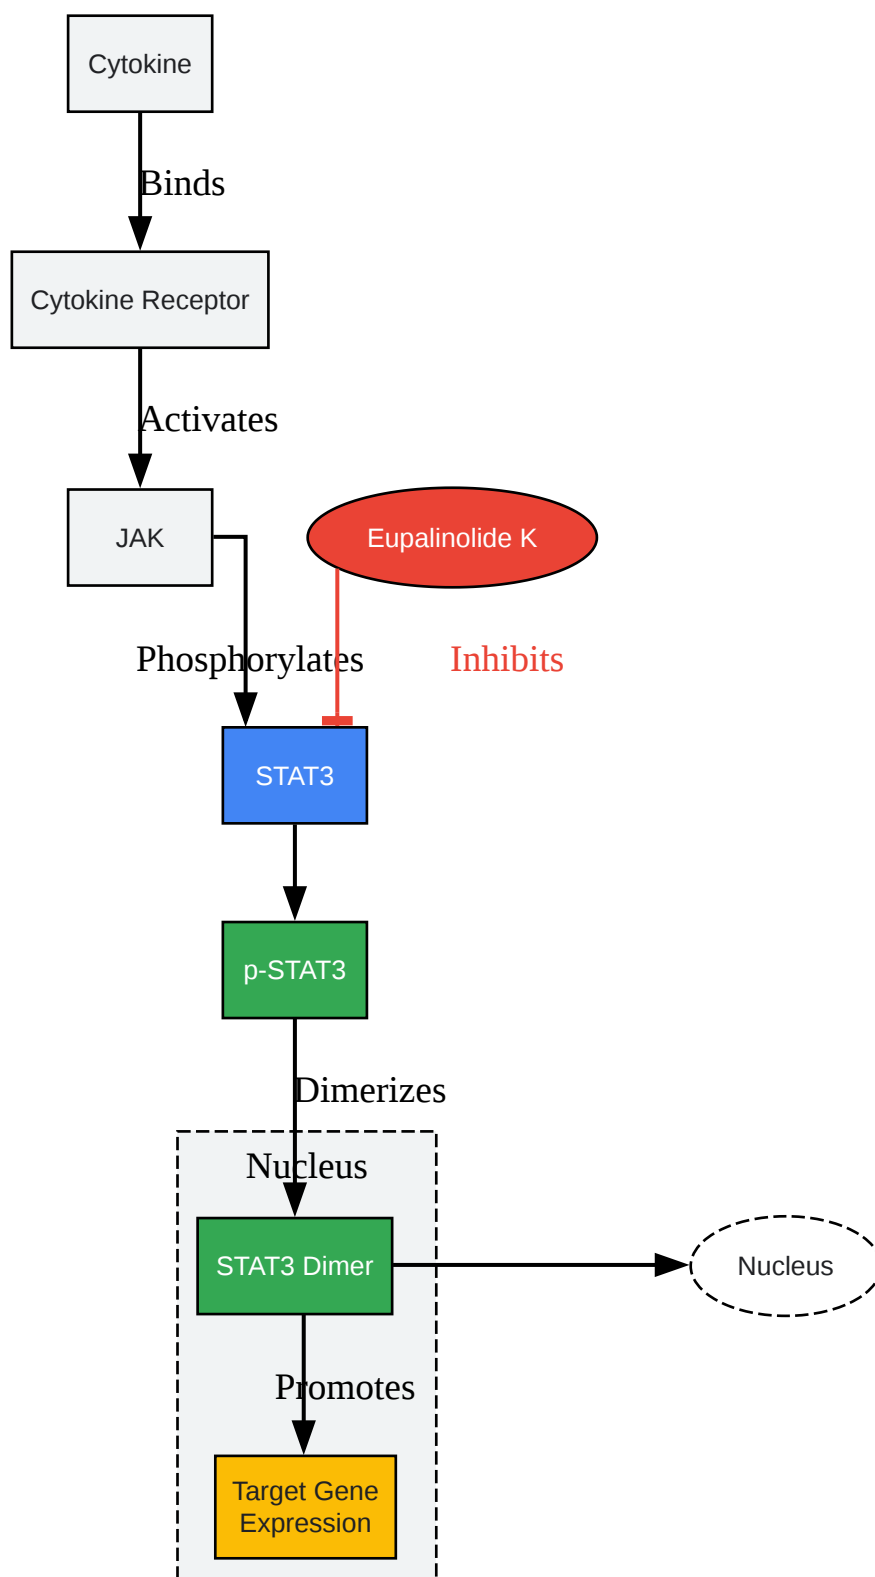 Cytokine
Binds
Cytokine Receptor
Activates
JAK
Eupalinolide K
Phosphorylates
Inhibits
STAT3
p-STAT3
Dimerizes
Nucleus
STAT3 Dimer
Nucleus
Promotes
Target Gene
Expression